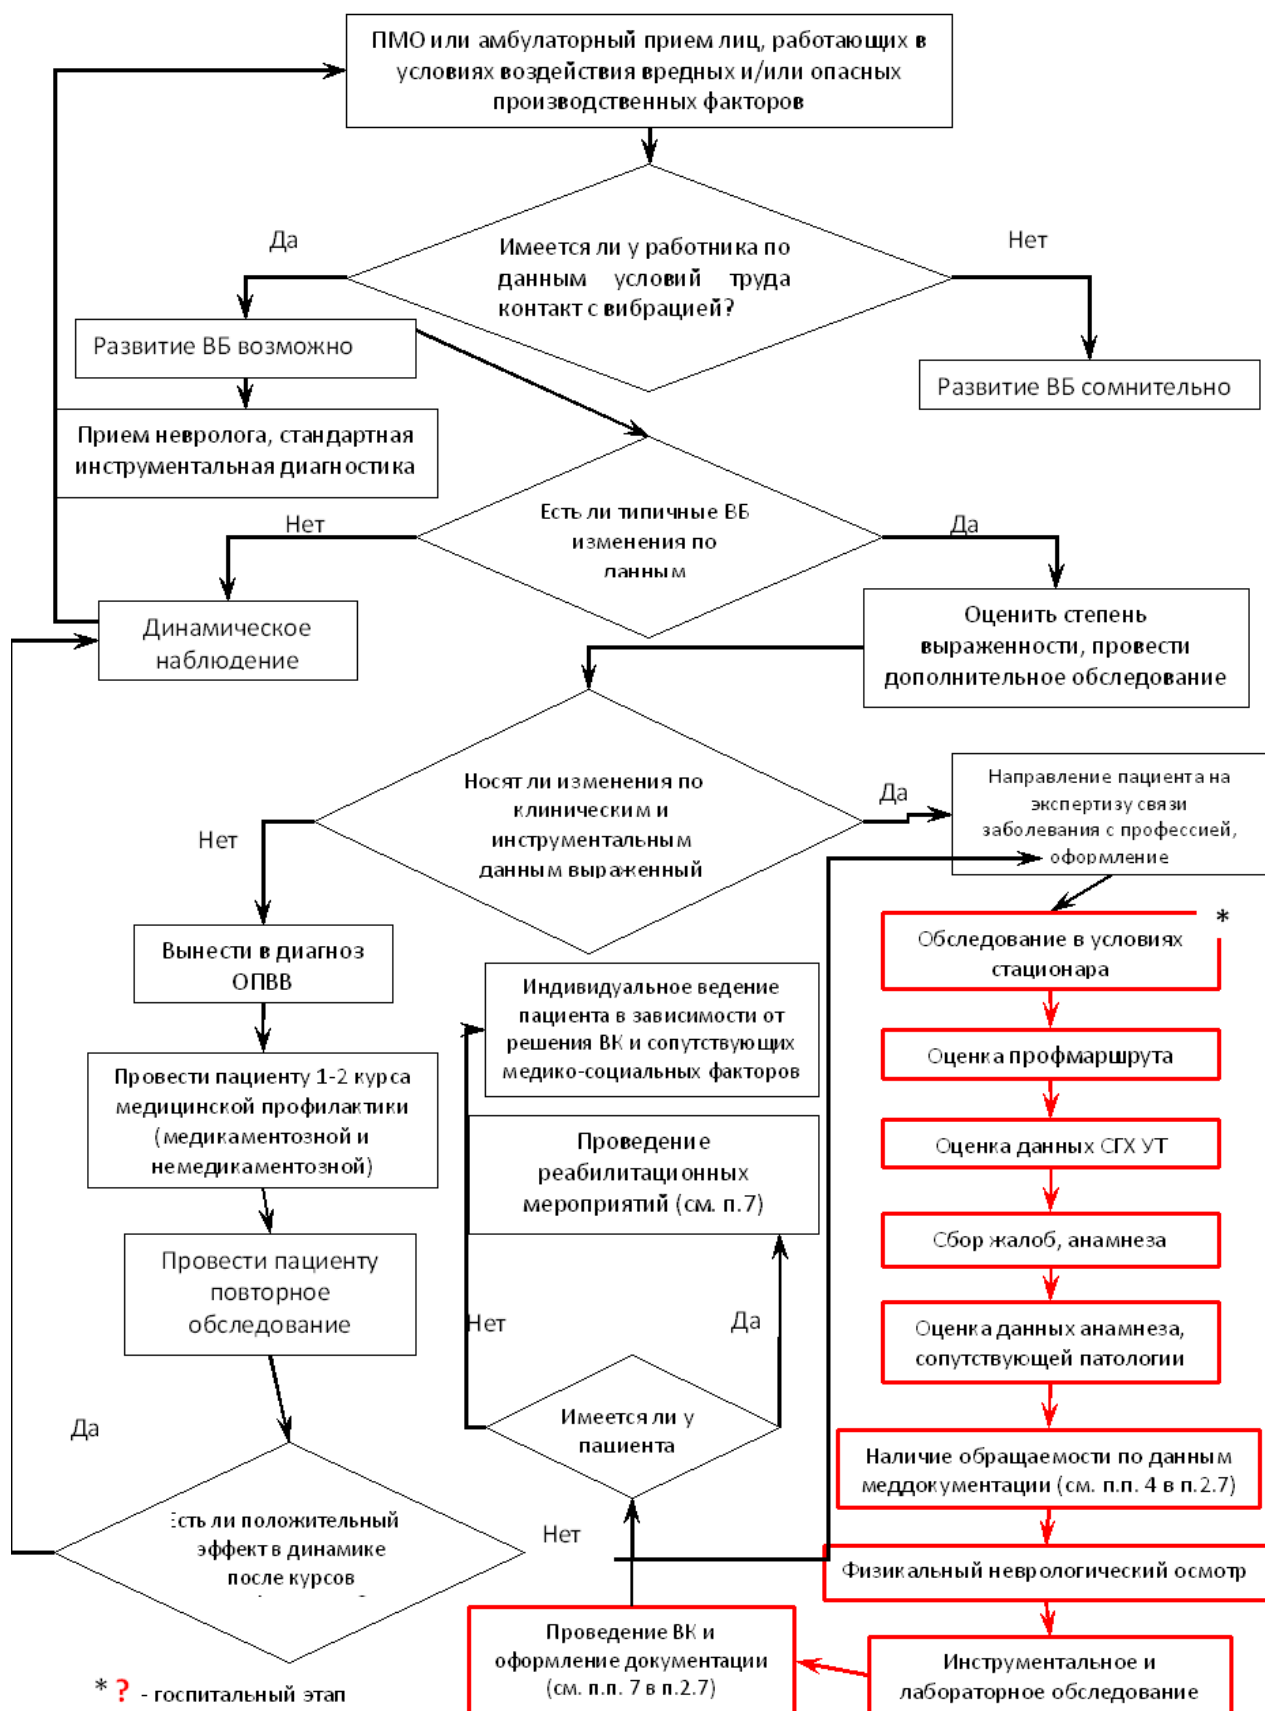 ПМО или амбулаторный прием лиц, работающих в
условиях воздействия вредных и/или опасных
производственных факторов
Да
Нет
Имеется ли у работника по
данным условий труда
контакт с вибрацией?
Развитие ВБ возможно
Развитие ВБ сомнительно
Прием невролога, стандартная
инструментальная диагностика
Нет
Есть ли типичные ВБ
изменения по
данным
Да
Динамическое
наблюдение
Оценить степень
выраженности, провести
дополнительное обследование
Носят ли изменения по
клиническим и
инструментальным
данным выраженный
Да
Нет
Направление пациента на
экспертизу связи
заболевания с профессией,
оформление
Вынести в диагноз
ОПВВ
*
Обследование в условиях
стационара
Индивидуальное ведение
пациента в зависимости от
решения ВК и сопутствующих
медико-социальных факторов
Оценка профмаршрута
Провести пациенту 1-2 курса
медицинской профилактики
(медикаментозной и
немедикаментозной)
Проведение
реабилитационных
мероприятий (см. п.7)
Оценка данных СГХ УТ
Сбор жалоб, анамнеза
Провести пациенту
повторное
обследование
Нет
Да
Оценка данных анамнеза,
сопутствующей патологии
Имеется ли у
пациента
Да
Наличие обращаемости по данным
меддокументации (см. п.п. 4 в п.2.7)
Есть ли положительный
эффект в динамике
после курсов
Нет
Физикальный неврологический осмотр
Проведение ВК и
оформление документации
(см. п.п. 7 в п.2.7)
Инструментальное и
лабораторное обследование
* ? - госпитальный этап